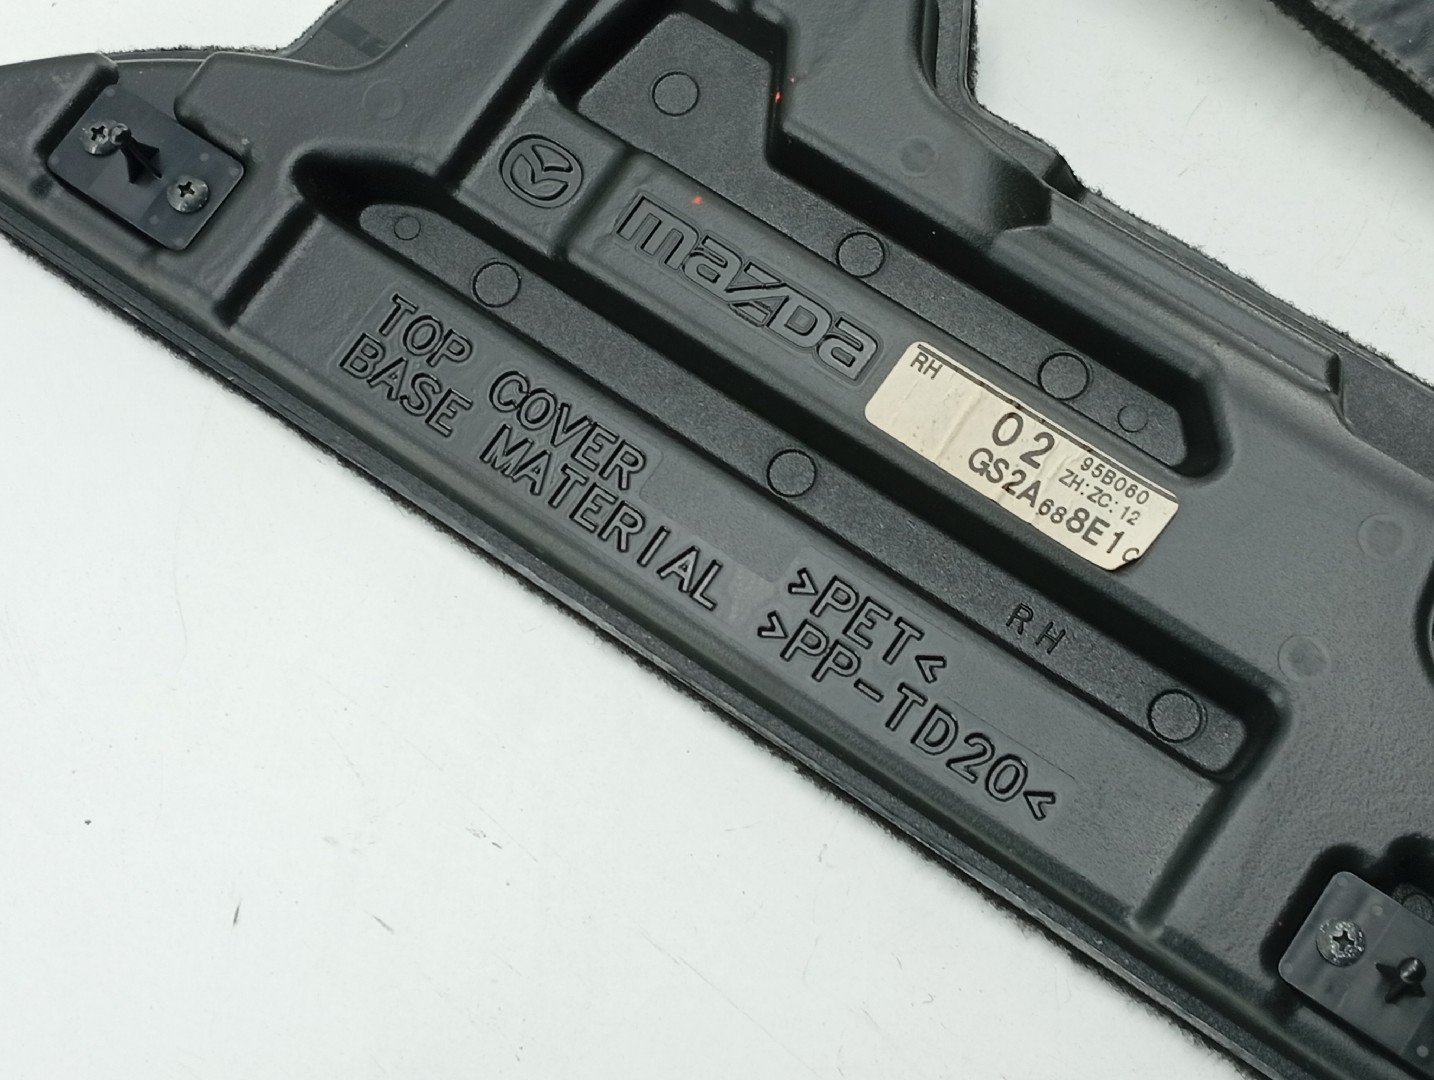 mazda
RH
02 95B060
ZH:ZC:12
GS2A688E1C
TOP COVER >PET<
BASE MATERIAL >PP-TD20<
RH